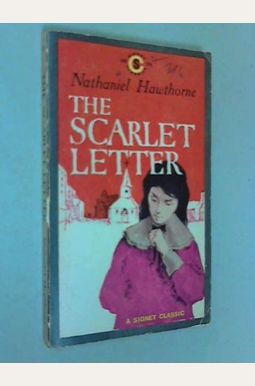 S
Nathaniel Hawthorne
THE
SCARLET
LETTER
A SIGNET CLASSIC